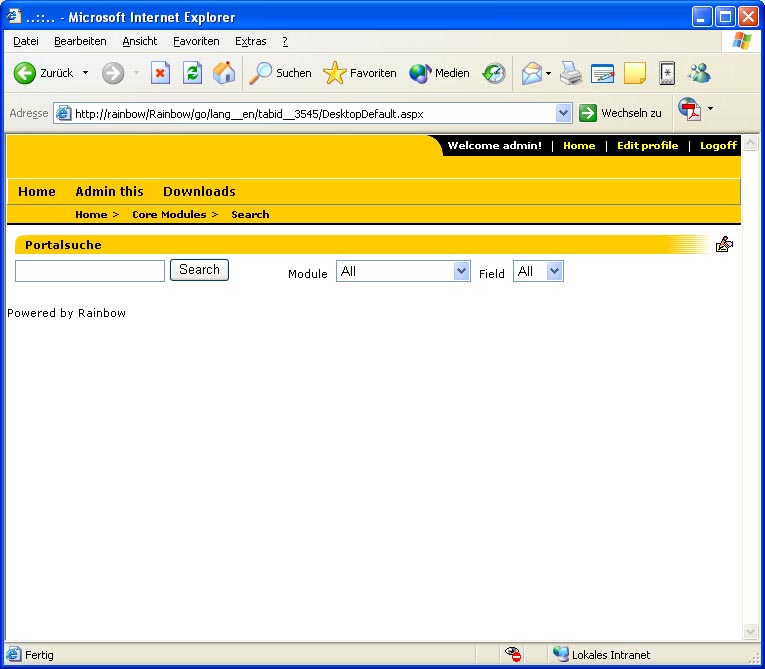 ..::.. - Microsoft Internet Explorer
Datei Bearbeiten Ansicht Favoriten Extras ?
Zurück Suchen Favoriten Medien
Adresse http://rainbow/Rainbow/go/lang__en/tabid__3545/DesktopDefault.aspx Wechseln zu
Welcome admin! | Home | Edit profile | Logoff
Home Admin this Downloads
Home > Core Modules > Search
Portalsuche
Search Module All Field All
Powered by Rainbow
Fertig Lokales Intranet